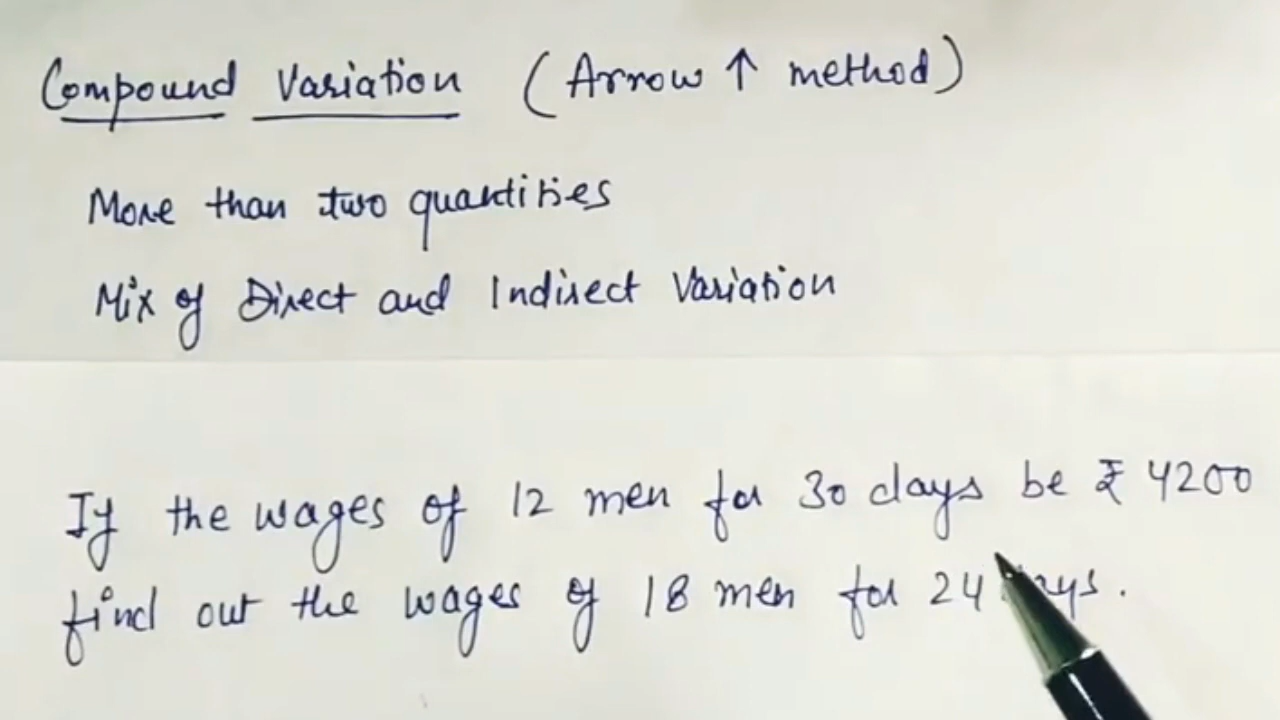 Compound Variation (Arrow ↑ method)
More than two quantities
Mix of Direct and Indirect Variation
If the wages of 12 men for 30 days be ₹ 4200
find out the wages of 18 men for 24 days.